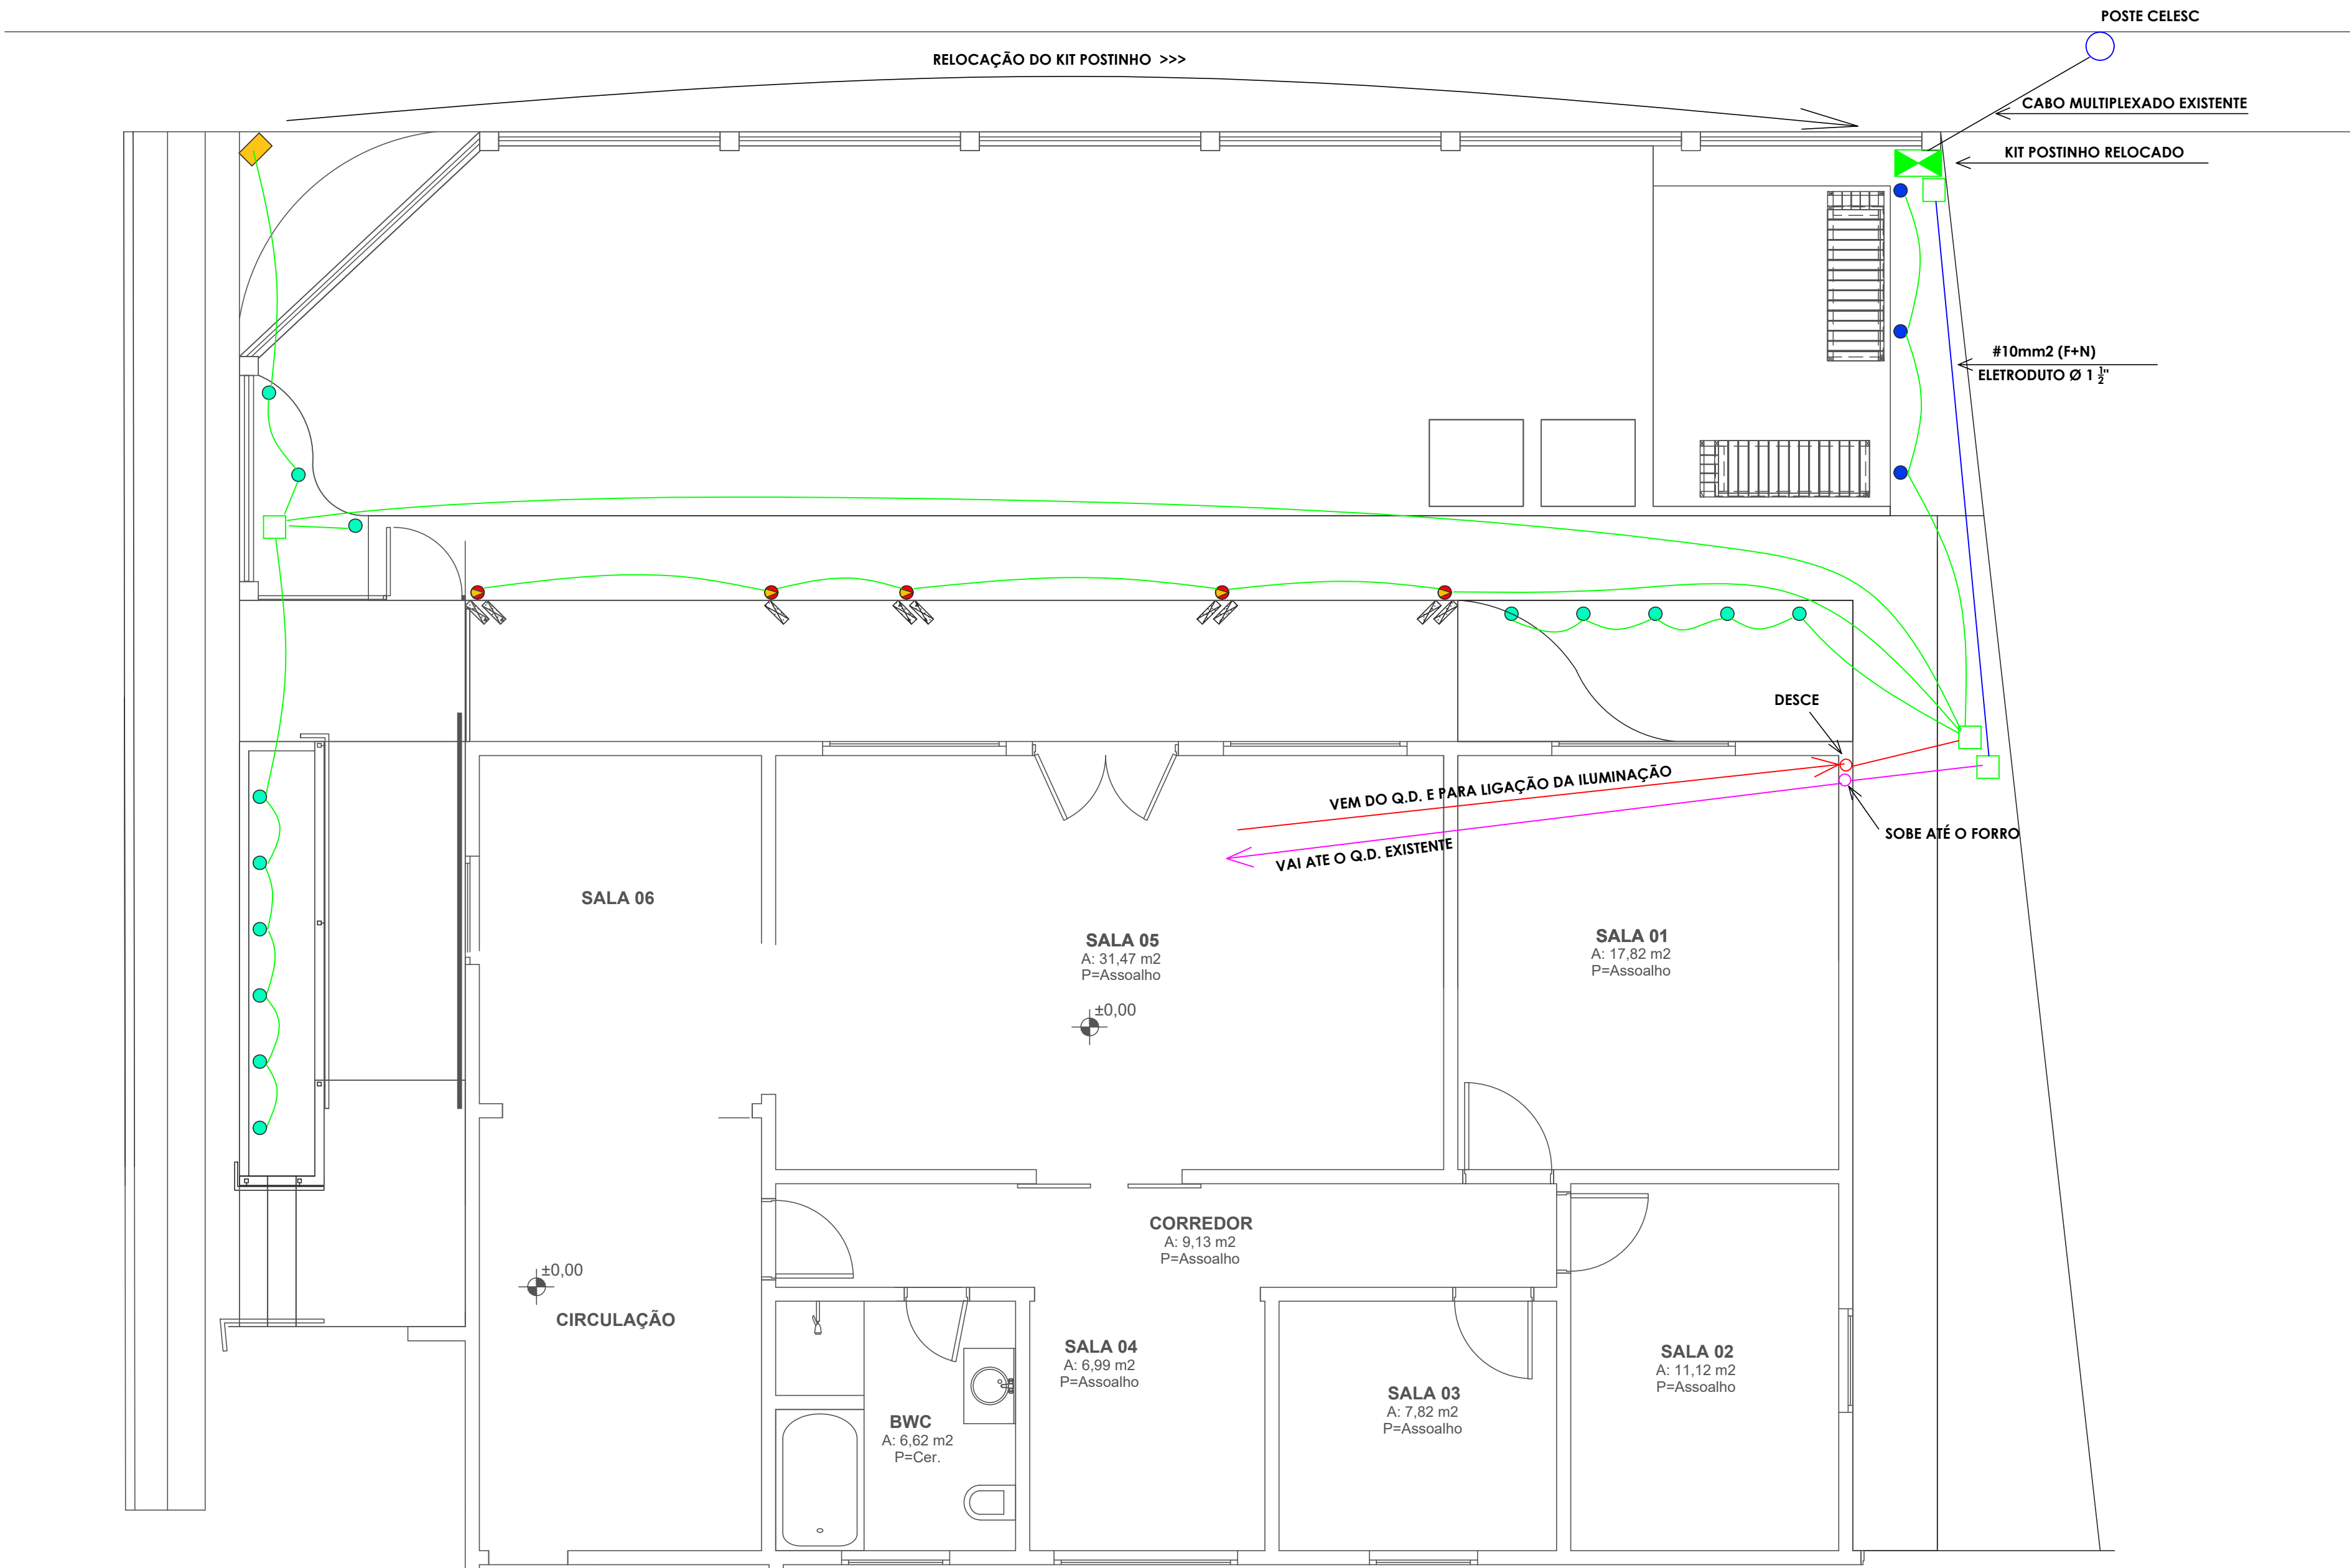 POSTE CELESC
RELOCAÇÃO DO KIT POSTINHO >>>
CABO MULTIPLEXADO EXISTENTE
KIT POSTINHO RELOCADO
#10mm2 (F+N)
ELETRODUTO Ø 1 1/2"
DESCE
VEM DO Q.D. E PARA LIGAÇÃO DA ILUMINAÇÃO
SOBE ATÉ O FORRO
VAI ATE O Q.D. EXISTENTE
SALA 06
SALA 05
A: 31,47 m2
P=Assoalho
±0,00
SALA 01
A: 17,82 m2
P=Assoalho
CORREDOR
A: 9,13 m2
P=Assoalho
±0,00
CIRCULAÇÃO
SALA 04
A: 6,99 m2
P=Assoalho
SALA 02
A: 11,12 m2
P=Assoalho
SALA 03
A: 7,82 m2
P=Assoalho
BWC
A: 6,62 m2
P=Cer.